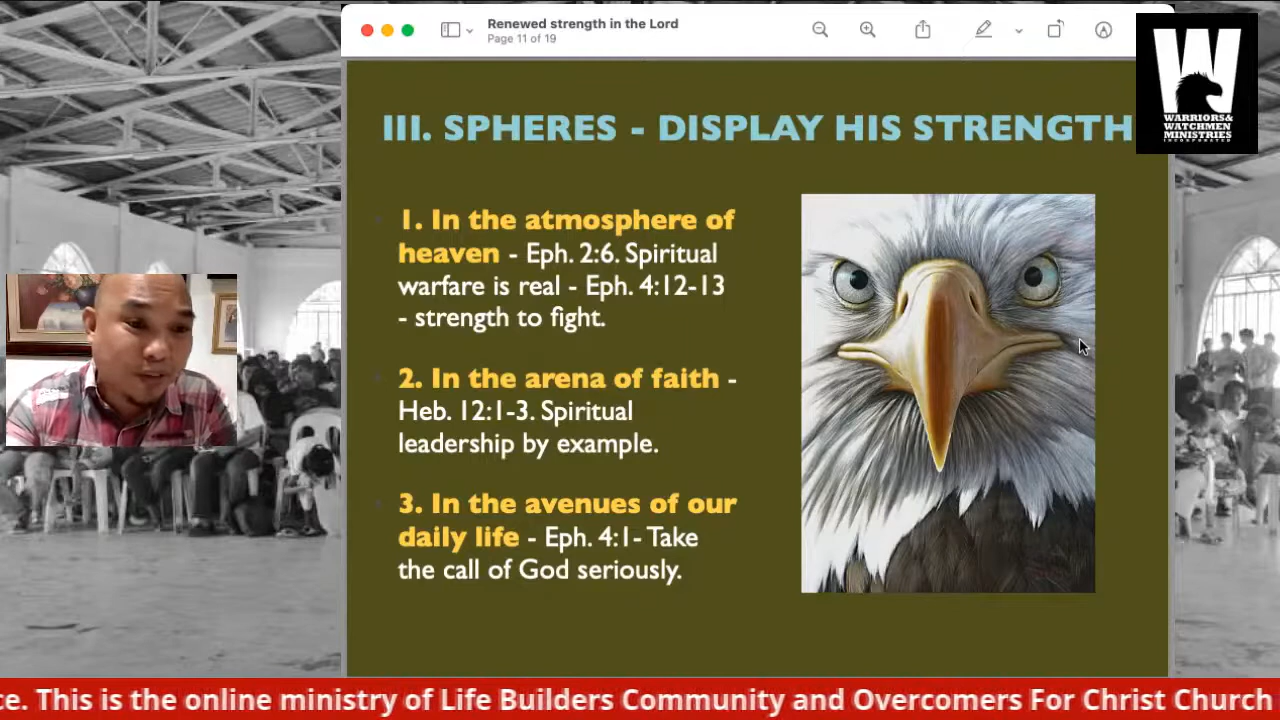 Renewed strength in the Lord
Page 11 of 19
W
WARRIORS&
WATCHMEN
MINISTRIES
INCORPORATED
III. SPHERES - DISPLAY HIS STRENGTH
1. In the atmosphere of
heaven - Eph. 2:6. Spiritual
warfare is real - Eph. 4:12-13
- strength to fight.
2. In the arena of faith -
Heb. 12:1-3. Spiritual
leadership by example.
3. In the avenues of our
daily life - Eph. 4:1- Take
the call of God seriously.
ce. This is the online ministry of Life Builders Community and Overcomers For Christ Church